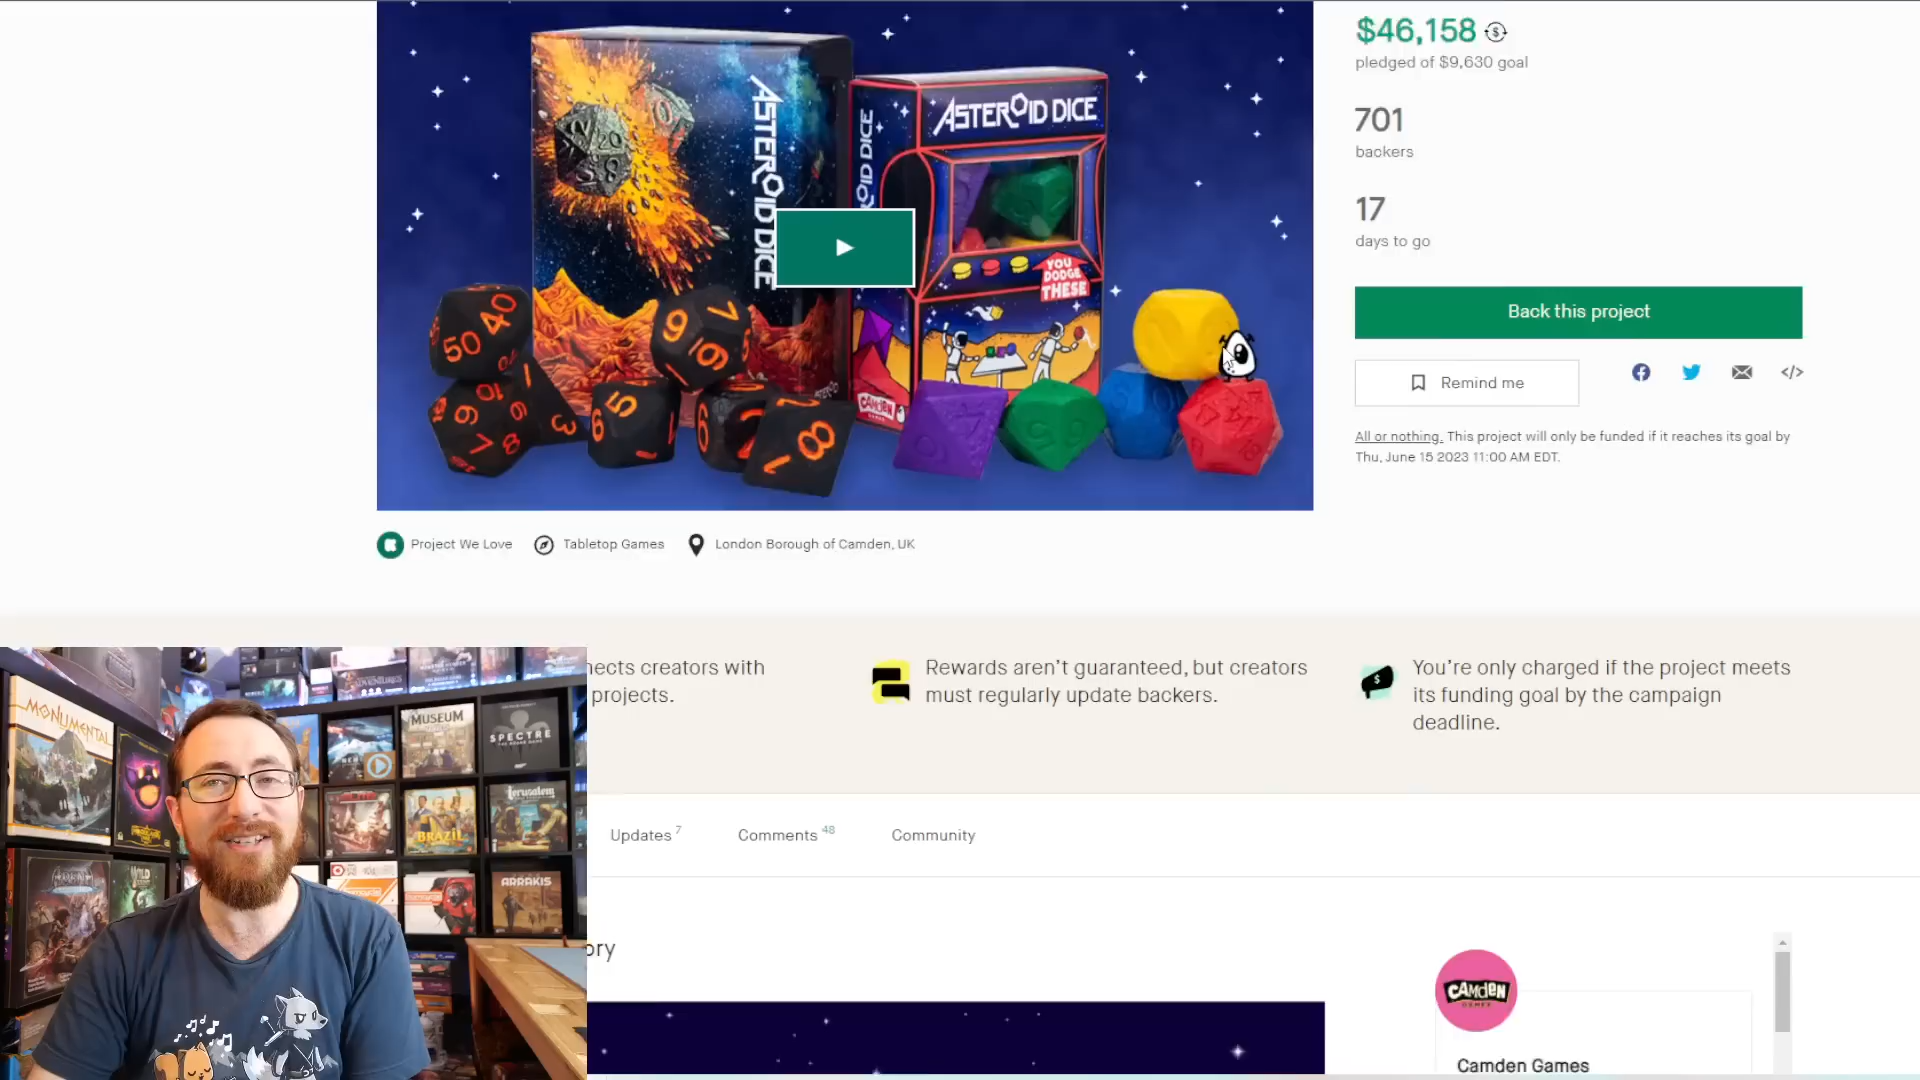 $46,158
pledged of $9,630 goal
701
backers
17
days to go
Back this project
Remind me
All or nothing. This project will only be funded if it reaches its goal by
Thu, June 15 2023 11:00 AM EDT.
ASTEROID DICE
ASTEROID DICE
ASTEROID DICE
YOU
DODGE
THESE
CAMDEN
50
40
Project We Love
Tabletop Games
London Borough of Camden, UK
nects creators with
projects.
Rewards aren't guaranteed, but creators
must regularly update backers.
You're only charged if the project meets
its funding goal by the campaign
deadline.
MONUMENTAL
MUSEUM
SPECTRE
BRAZIL
Jerusalem
ARRAKIS
Updates 7
Comments 48
Community
ory
CAMDEN
GAMES
Camden Games